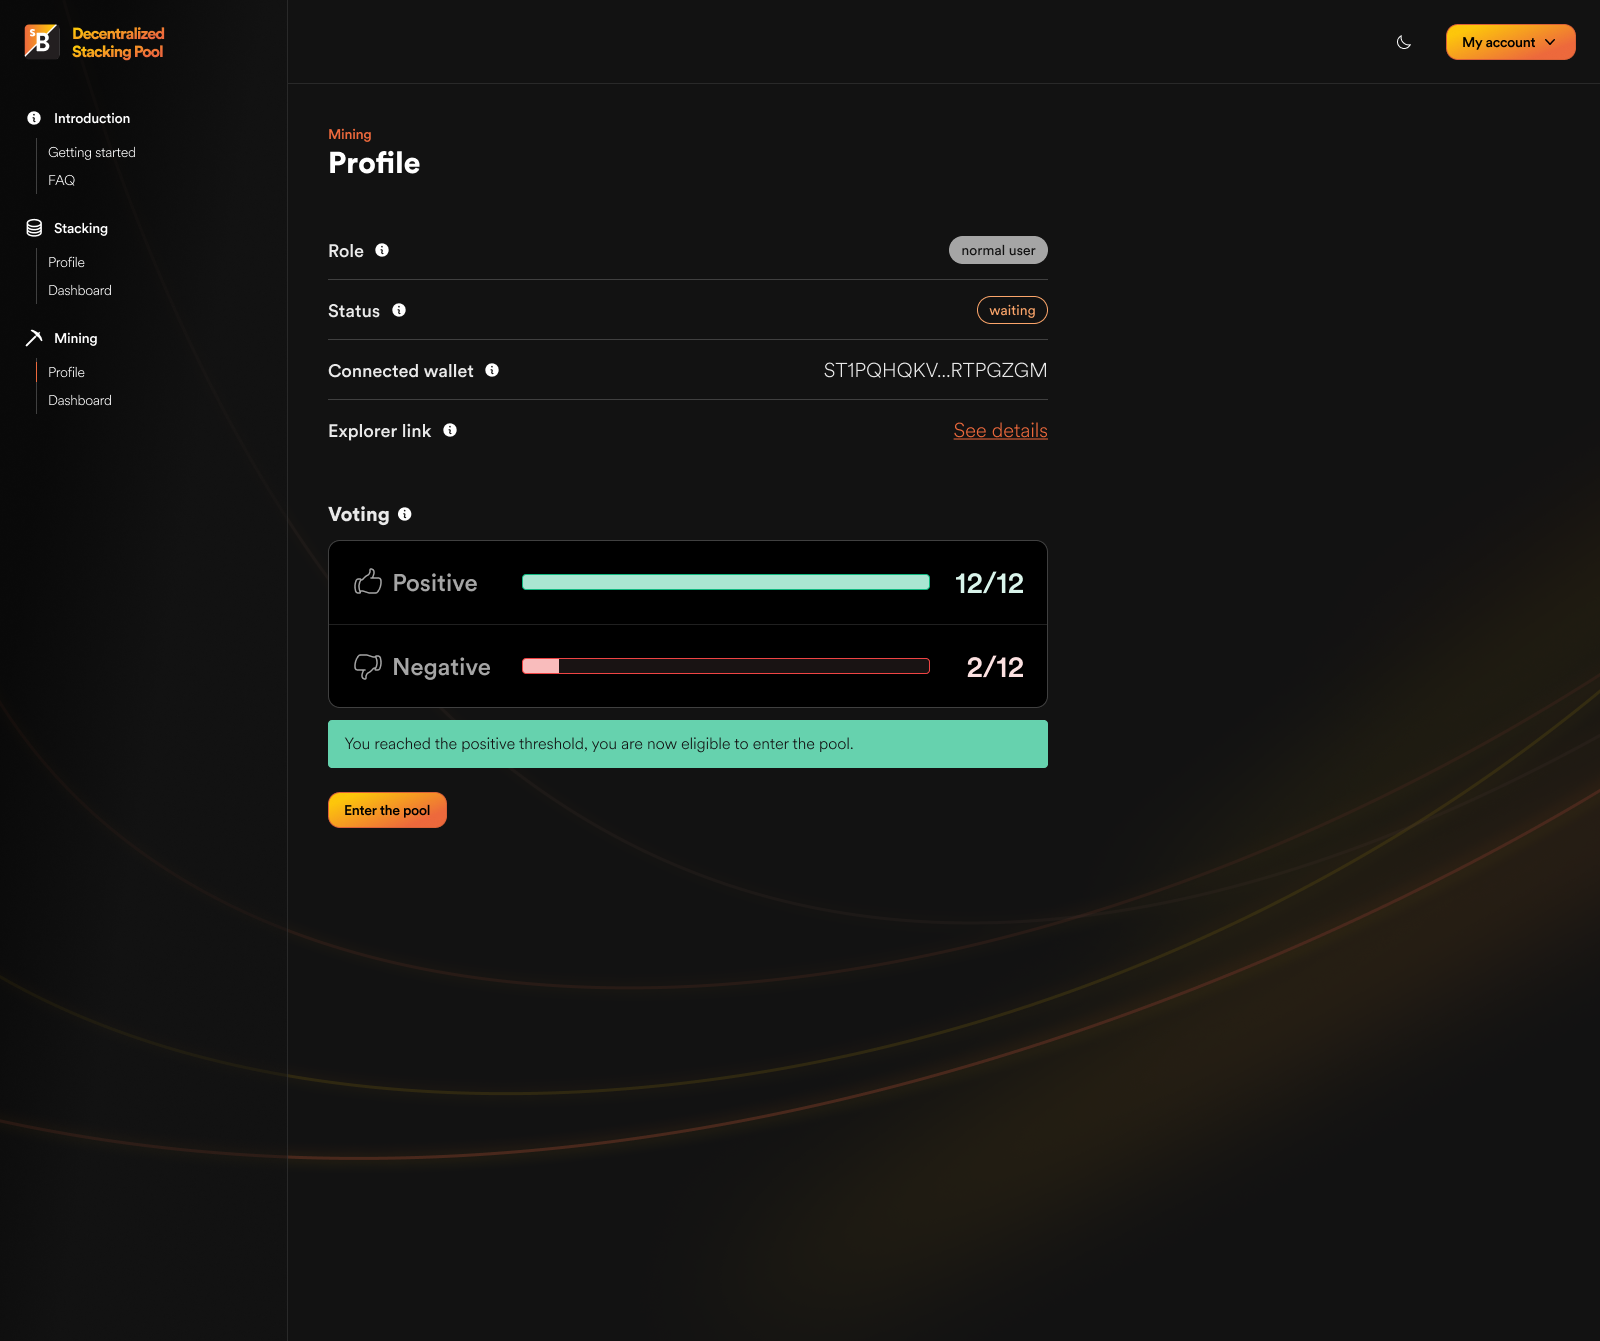 Decentralized
Stacking Pool
My account
Introduction
Getting started
FAQ
Stacking
Profile
Dashboard
Mining
Profile
Dashboard
Mining
Profile
Role
normal user
Status
waiting
Connected wallet
ST1PQHQKV...RTPGZGM
Explorer link
See details
Voting
Positive
12/12
Negative
2/12
You reached the positive threshold, you are now eligible to enter the pool.
Enter the pool